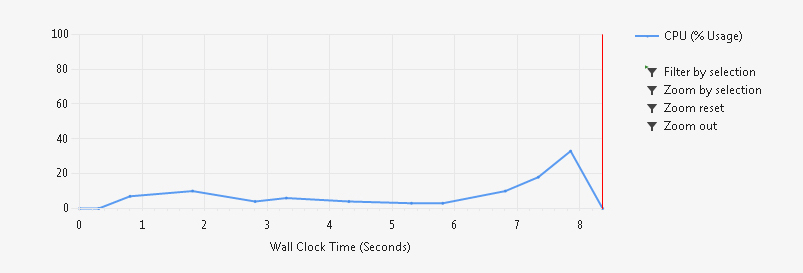 100
80
60
40
20
0
0 1 2 3 4 5 6 7 8
Wall Clock Time (Seconds)
CPU (% Usage)
Filter by selection
Zoom by selection
Zoom reset
Zoom out